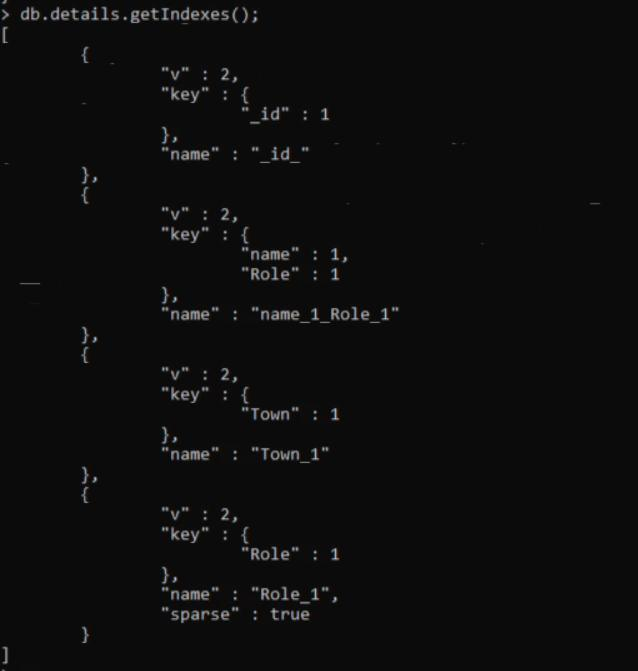 > db.details.getIndexes();
[
        {
                "v" : 2,
                "key" : {
                        "_id" : 1
                },
                "name" : "_id_"
        },
        {
                "v" : 2,
                "key" : {
                        "name" : 1,
                        "Role" : 1
                },
                "name" : "name_1_Role_1"
        },
        {
                "v" : 2,
                "key" : {
                        "Town" : 1
                },
                "name" : "Town_1"
        },
        {
                "v" : 2,
                "key" : {
                        "Role" : 1
                },
                "name" : "Role_1",
                "sparse" : true
        }
]